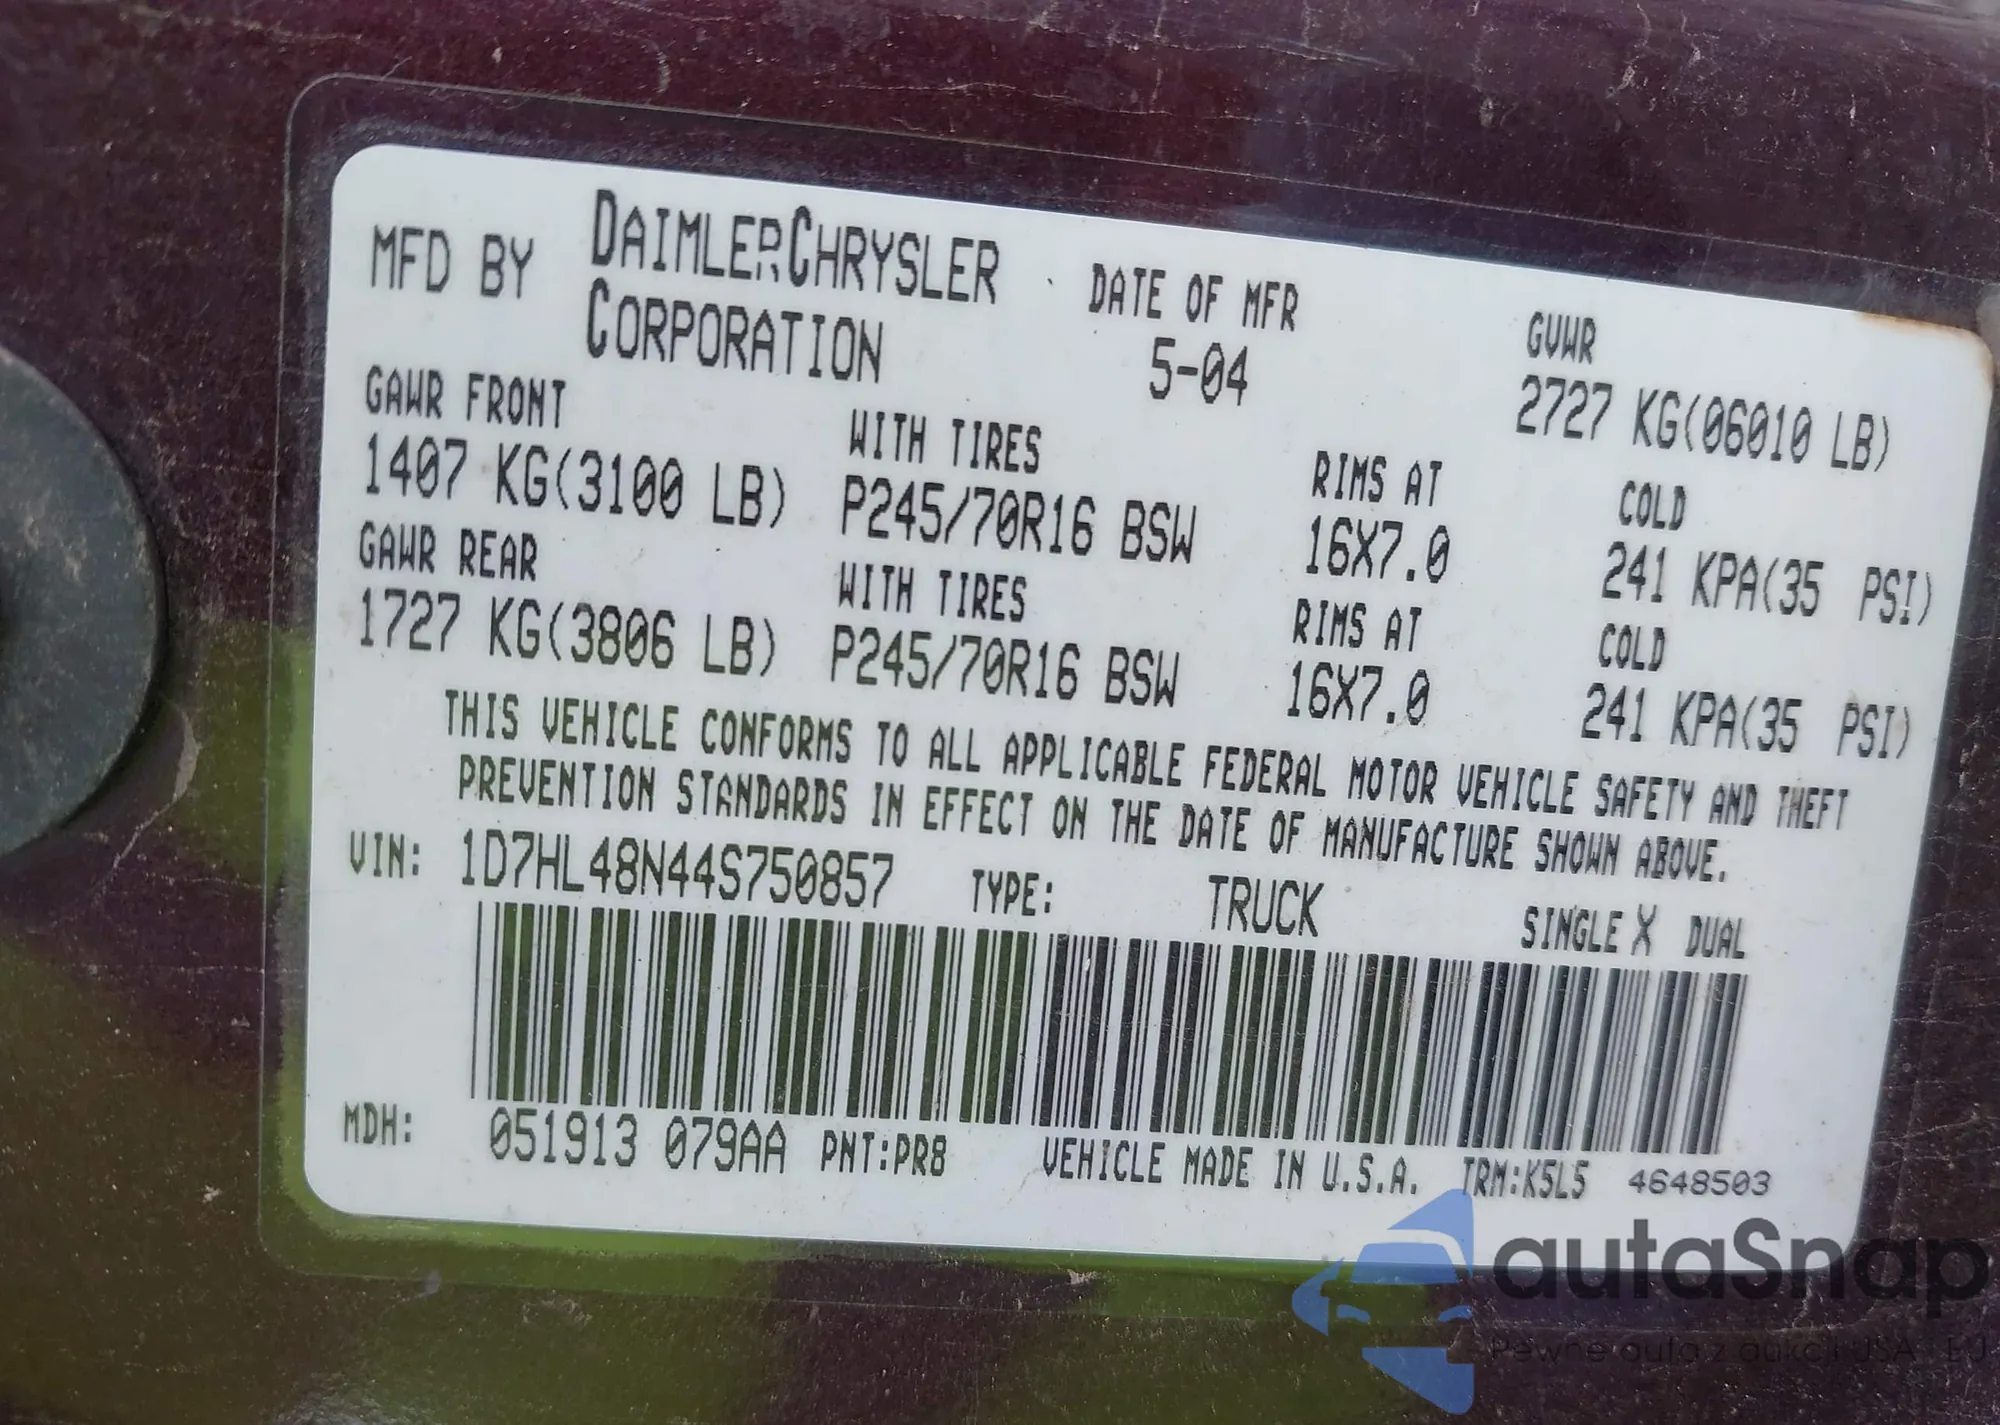 MFD BY DAIMLERCHRYSLER CORPORATION
DATE OF MFR 5-04
GVWR 2727 KG(06010 LB)
GAWR FRONT WITH TIRES RIMS AT COLD
1407 KG(3100 LB) P245/70R16 BSW 16X7.0 241 KPA(35 PSI)
GAWR REAR WITH TIRES RIMS AT COLD
1727 KG(3806 LB) P245/70R16 BSW 16X7.0 241 KPA(35 PSI)
THIS VEHICLE CONFORMS TO ALL APPLICABLE FEDERAL MOTOR VEHICLE SAFETY AND THEFT
PREVENTION STANDARDS IN EFFECT ON THE DATE OF MANUFACTURE SHOWN ABOVE.
VIN: 1D7HL48N44S750857 TYPE: TRUCK SINGLE X DUAL
MDH: 051913 079AA PNT:PR8 VEHICLE MADE IN U.S.A. TRM:K5L5 4648503
autaSnap
Pewne auta z aukcji USA i EU